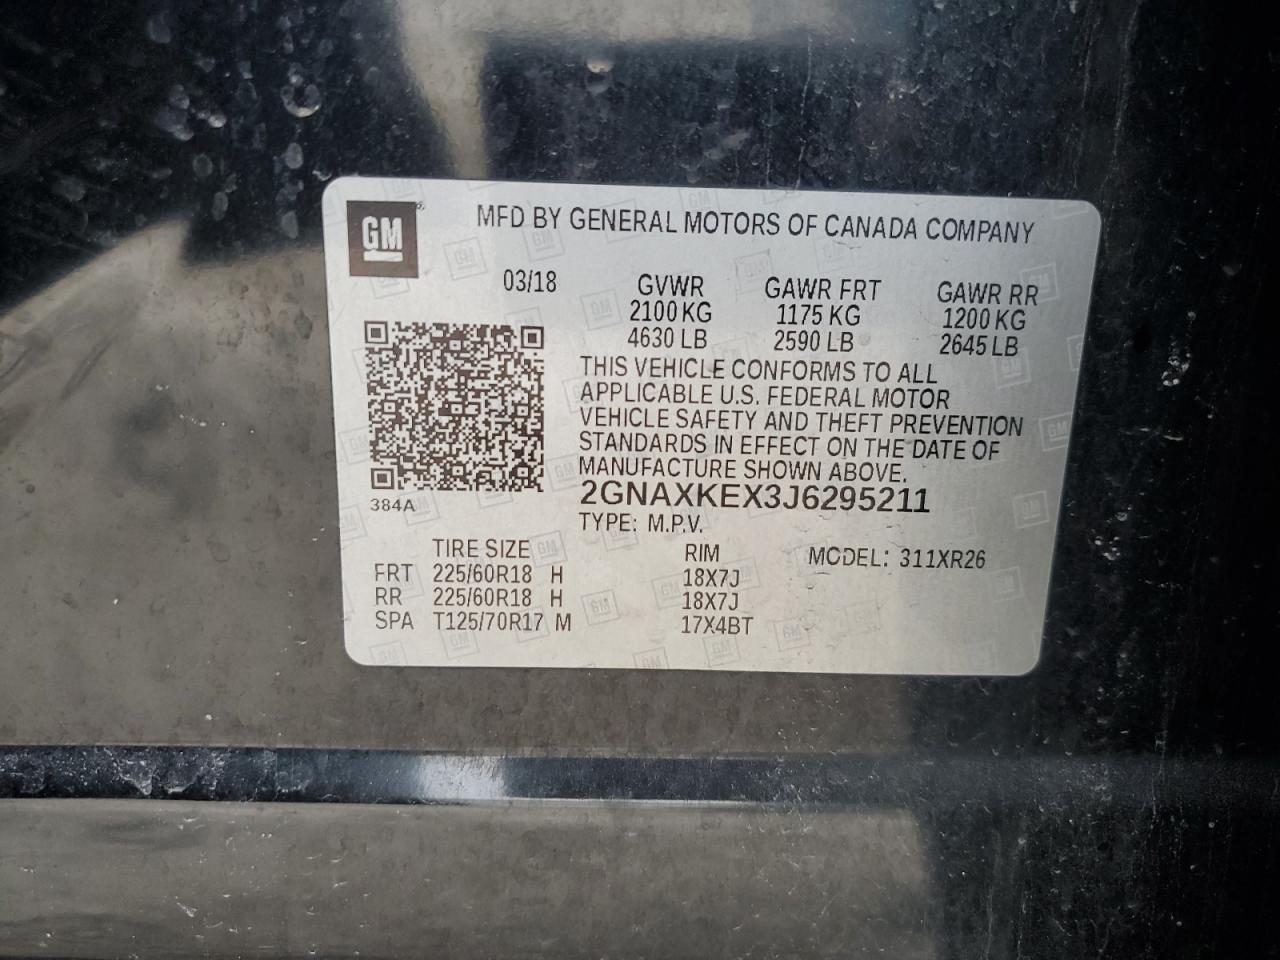 GM
MFD BY GENERAL MOTORS OF CANADA COMPANY
03/18 GVWR GAWR FRT GAWR RR
2100 KG 1175 KG 1200 KG
4630 LB 2590 LB 2645 LB
THIS VEHICLE CONFORMS TO ALL
APPLICABLE U.S. FEDERAL MOTOR
VEHICLE SAFETY AND THEFT PREVENTION
STANDARDS IN EFFECT ON THE DATE OF
MANUFACTURE SHOWN ABOVE.
384A
2GNAXKEX3J6295211
TYPE: M.P.V.
TIRE SIZE RIM MODEL: 311XR26
FRT 225/60R18 H 18X7J
RR 225/60R18 H 18X7J
SPA T125/70R17 M 17X4BT